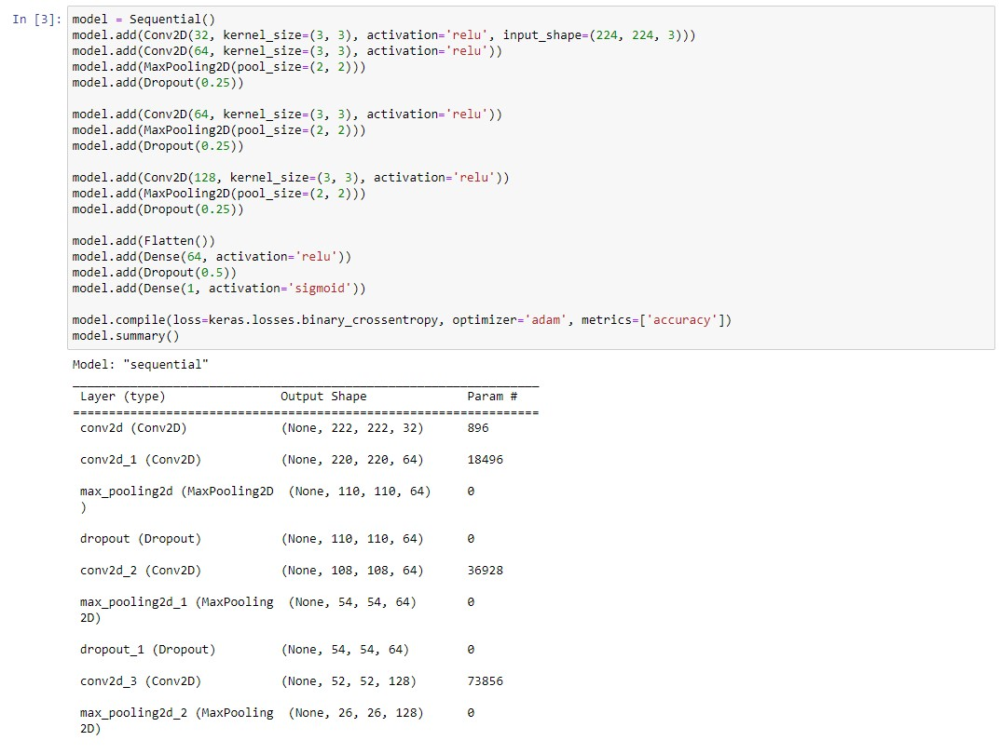 In [3]:
model = Sequential()
model.add(Conv2D(32, kernel_size=(3, 3), activation='relu', input_shape=(224, 224, 3)))
model.add(Conv2D(64, kernel_size=(3, 3), activation='relu'))
model.add(MaxPooling2D(pool_size=(2, 2)))
model.add(Dropout(0.25))

model.add(Conv2D(64, kernel_size=(3, 3), activation='relu'))
model.add(MaxPooling2D(pool_size=(2, 2)))
model.add(Dropout(0.25))

model.add(Conv2D(128, kernel_size=(3, 3), activation='relu'))
model.add(MaxPooling2D(pool_size=(2, 2)))
model.add(Dropout(0.25))

model.add(Flatten())
model.add(Dense(64, activation='relu'))
model.add(Dropout(0.5))
model.add(Dense(1, activation='sigmoid'))

model.compile(loss=keras.losses.binary_crossentropy, optimizer='adam', metrics=['accuracy'])
model.summary()
Model: "sequential"
_________________________________________________________________
Layer (type) Output Shape Param #
=================================================================
conv2d (Conv2D) (None, 222, 222, 32) 896
conv2d_1 (Conv2D) (None, 220, 220, 64) 18496
max_pooling2d (MaxPooling2D (None, 110, 110, 64) 0
)
dropout (Dropout) (None, 110, 110, 64) 0
conv2d_2 (Conv2D) (None, 108, 108, 64) 36928
max_pooling2d_1 (MaxPooling (None, 54, 54, 64) 0
2D)
dropout_1 (Dropout) (None, 54, 54, 64) 0
conv2d_3 (Conv2D) (None, 52, 52, 128) 73856
max_pooling2d_2 (MaxPooling (None, 26, 26, 128) 0
2D)